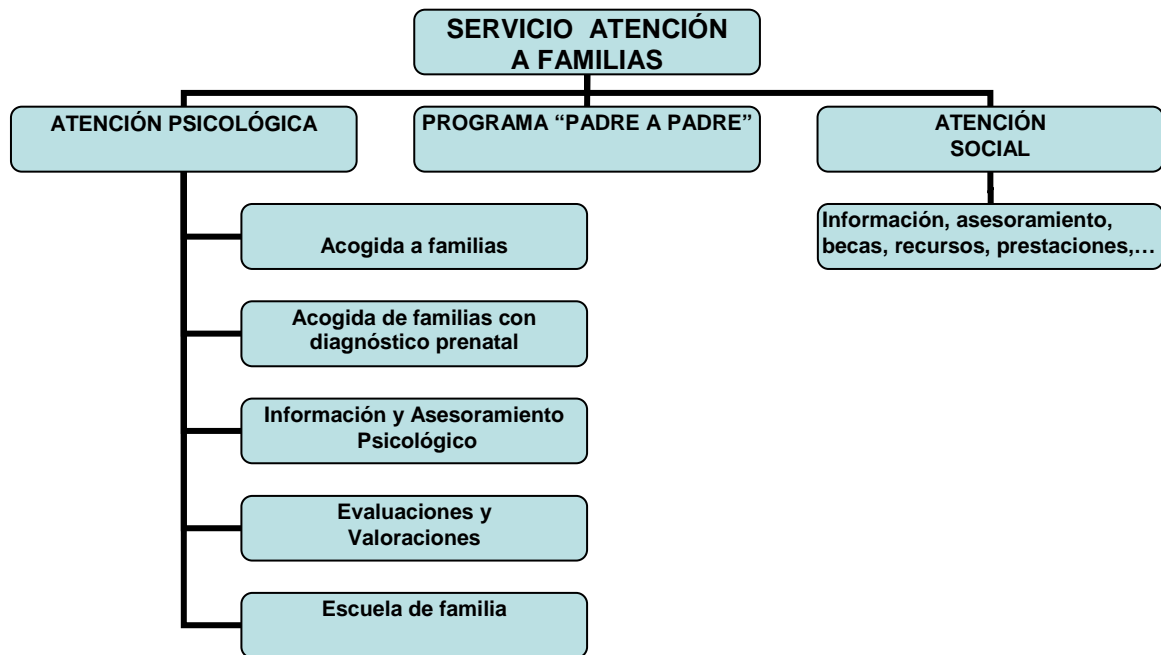 SERVICIO ATENCIÓN
A FAMILIAS
ATENCIÓN PSICOLÓGICA
PROGRAMA “PADRE A PADRE”
ATENCIÓN
SOCIAL
Información, asesoramiento,
becas, recursos, prestaciones,…
Acogida a familias
Acogida de familias con
diagnóstico prenatal
Información y Asesoramiento
Psicológico
Evaluaciones y
Valoraciones
Escuela de familia